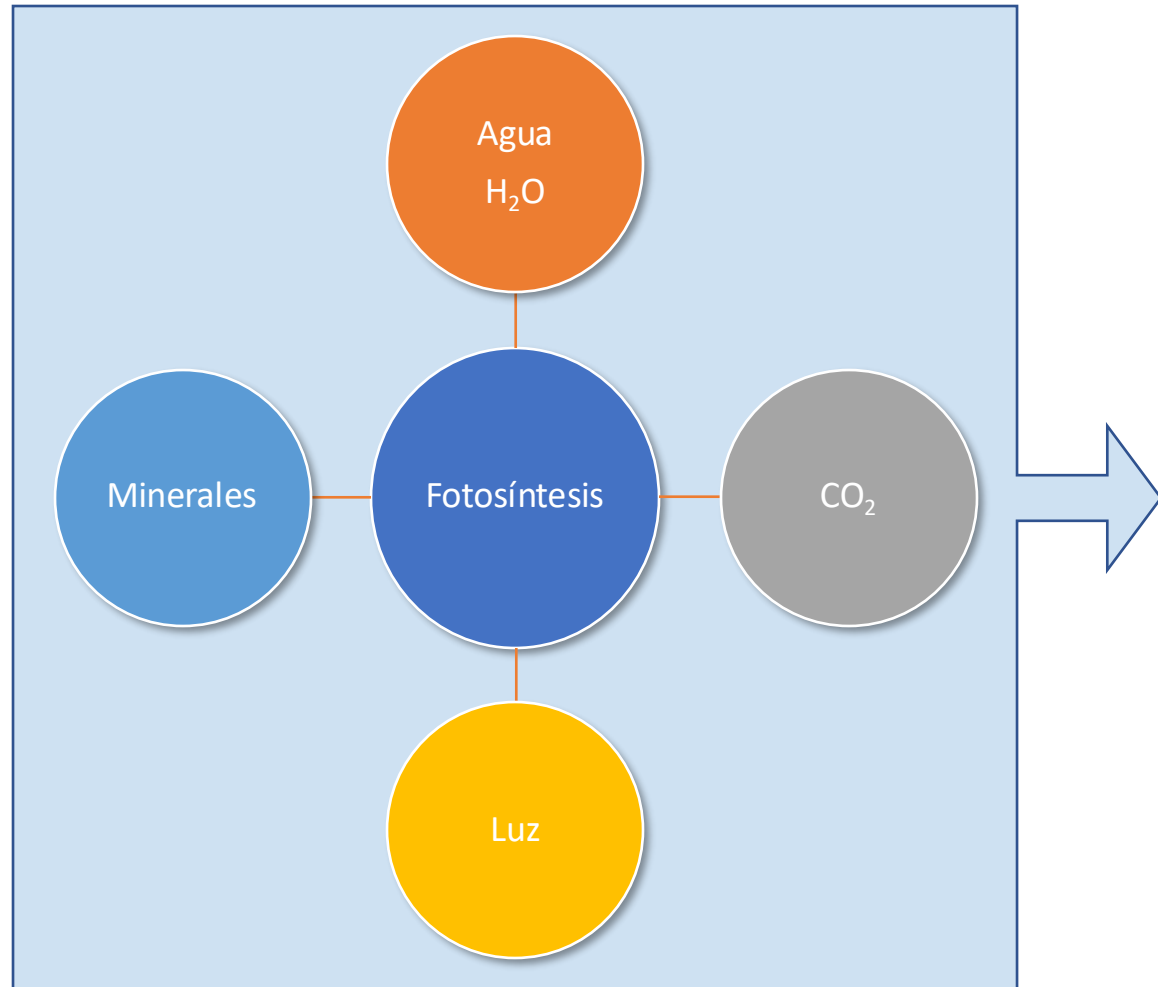 Agua
H₂O
Minerales
Fotosíntesis
CO₂
Luz